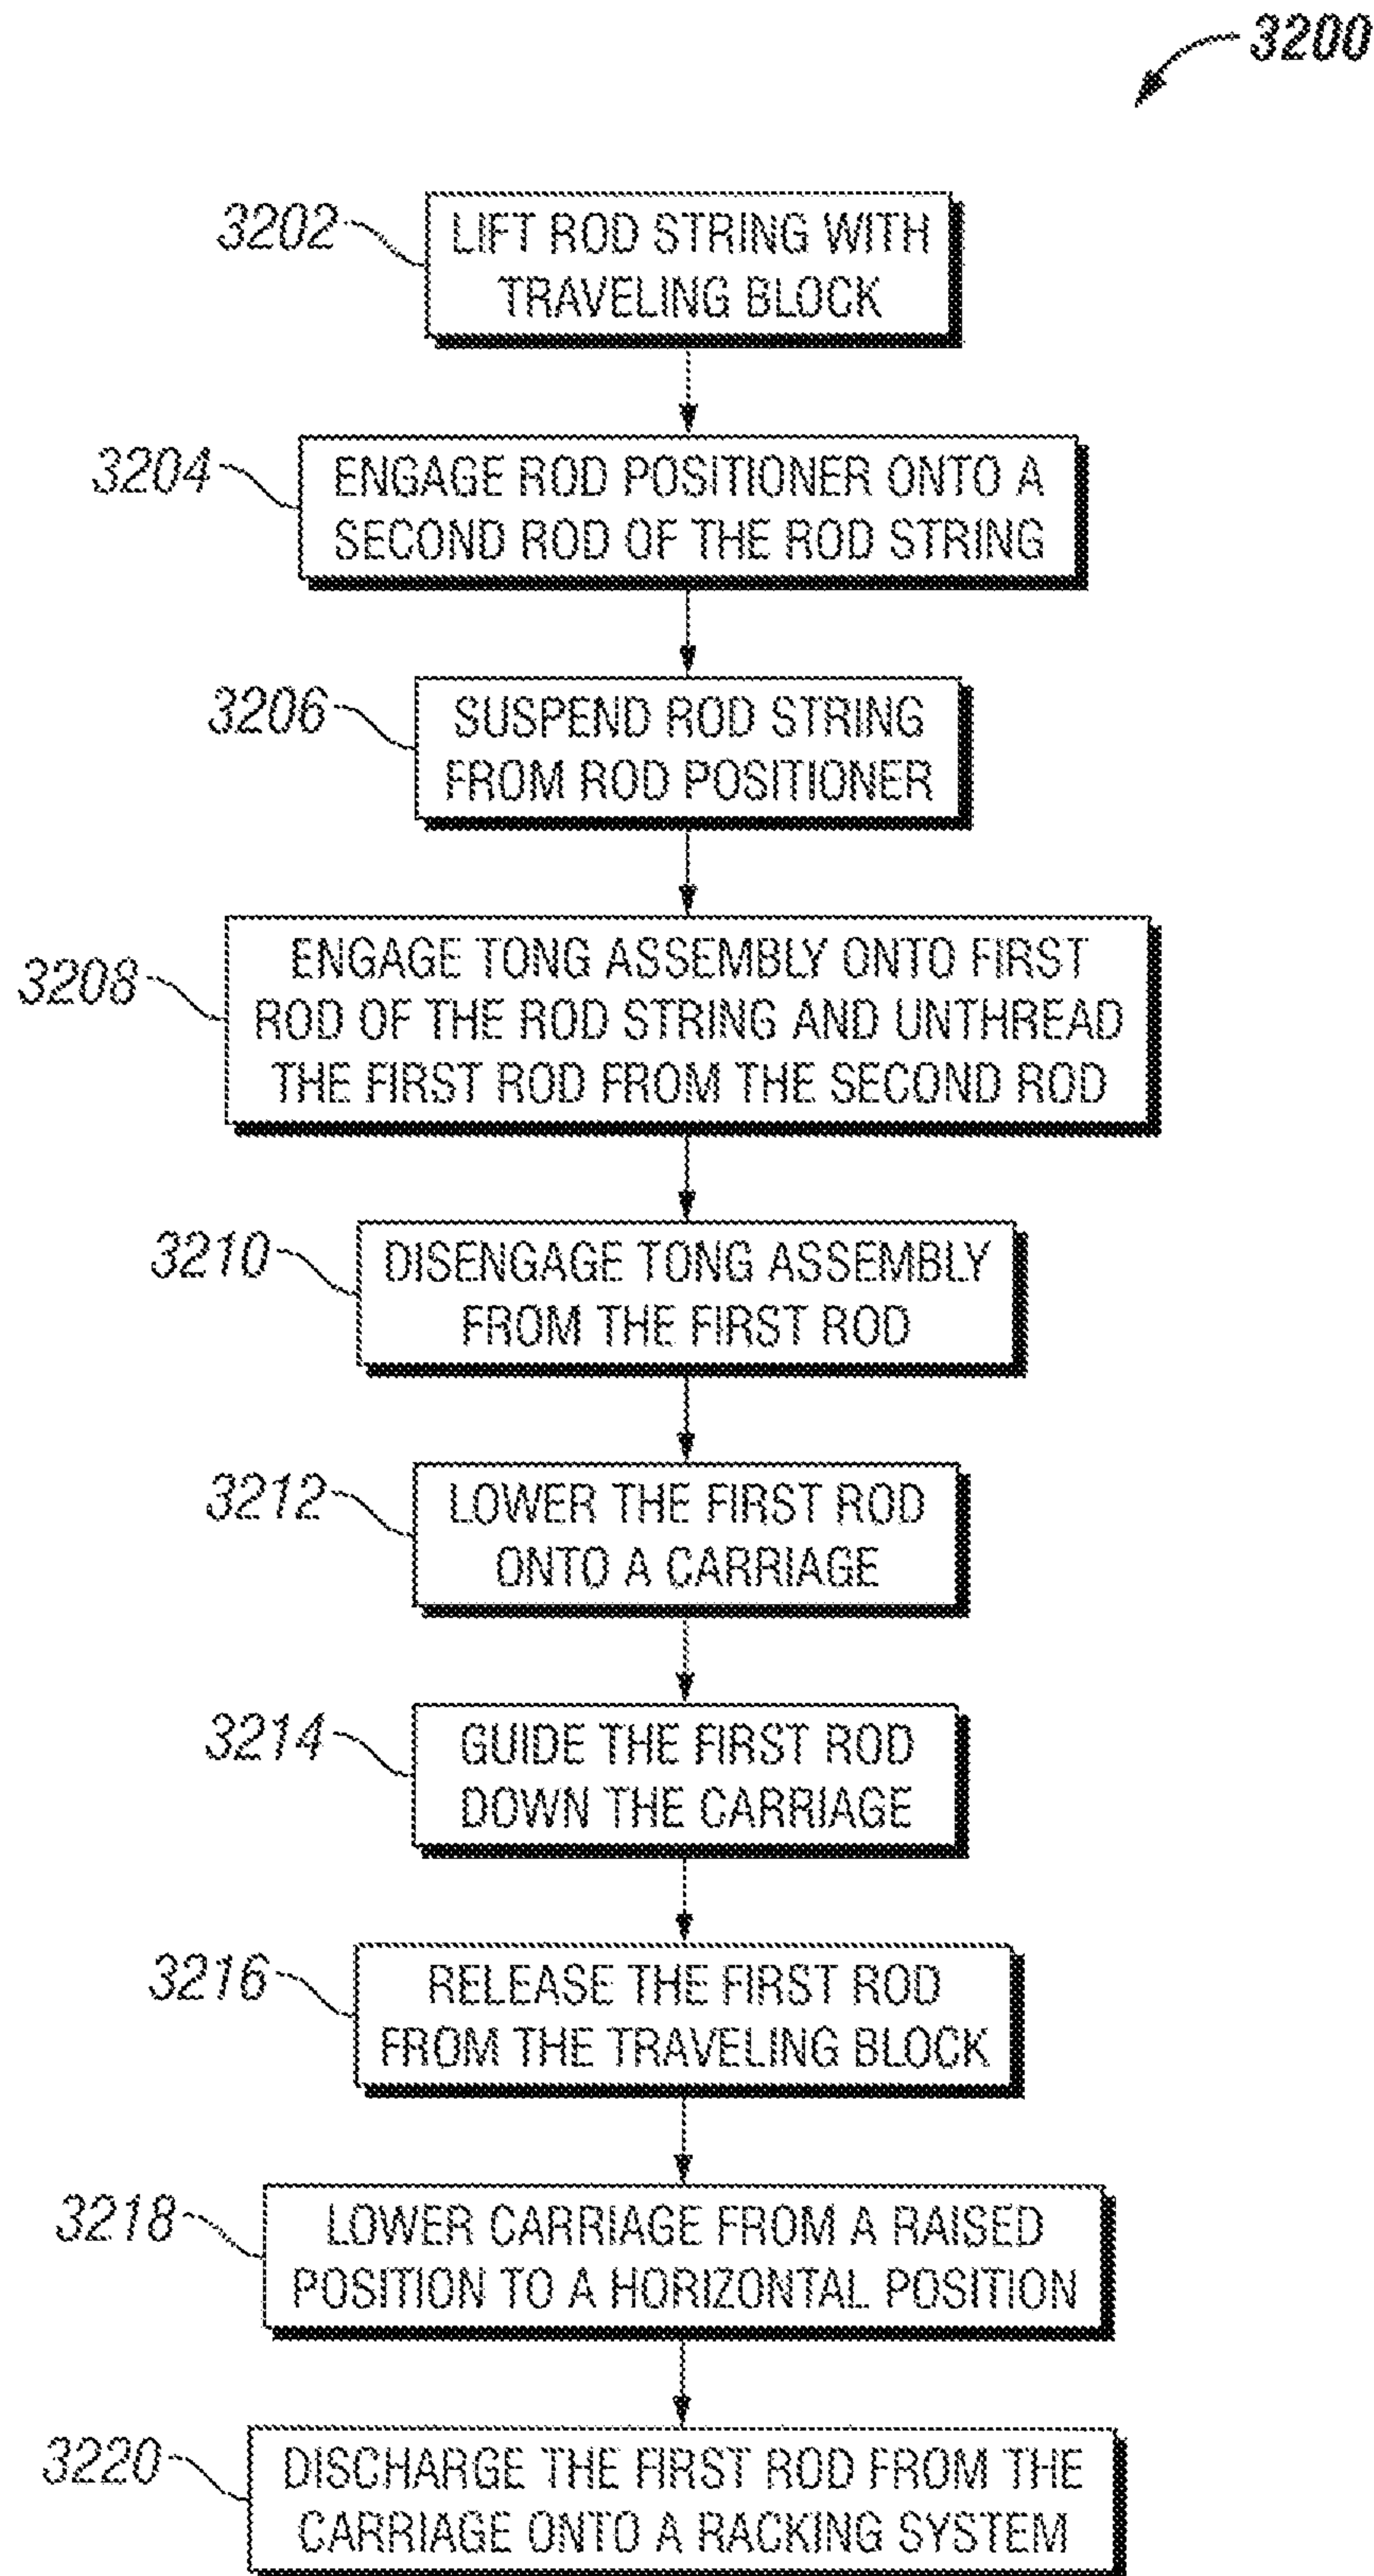 3200
3202
LIFT ROD STRING WITH
TRAVELING BLOCK
3204
ENGAGE ROD POSITIONER ONTO A
SECOND ROD OF THE ROD STRING
3206
SUSPEND ROD STRING
FROM ROD POSITIONER
3208
ENGAGE TONG ASSEMBLY ONTO FIRST
ROD OF THE ROD STRING AND UNTHREAD
THE FIRST ROD FROM THE SECOND ROD
3210
DISENGAGE TONG ASSEMBLY
FROM THE FIRST ROD
3212
LOWER THE FIRST ROD
ONTO A CARRIAGE
3214
GUIDE THE FIRST ROD
DOWN THE CARRIAGE
3216
RELEASE THE FIRST ROD
FROM THE TRAVELING BLOCK
3218
LOWER CARRIAGE FROM A RAISED
POSITION TO A HORIZONTAL POSITION
3220
DISCHARGE THE FIRST ROD FROM THE
CARRIAGE ONTO A RACKING SYSTEM